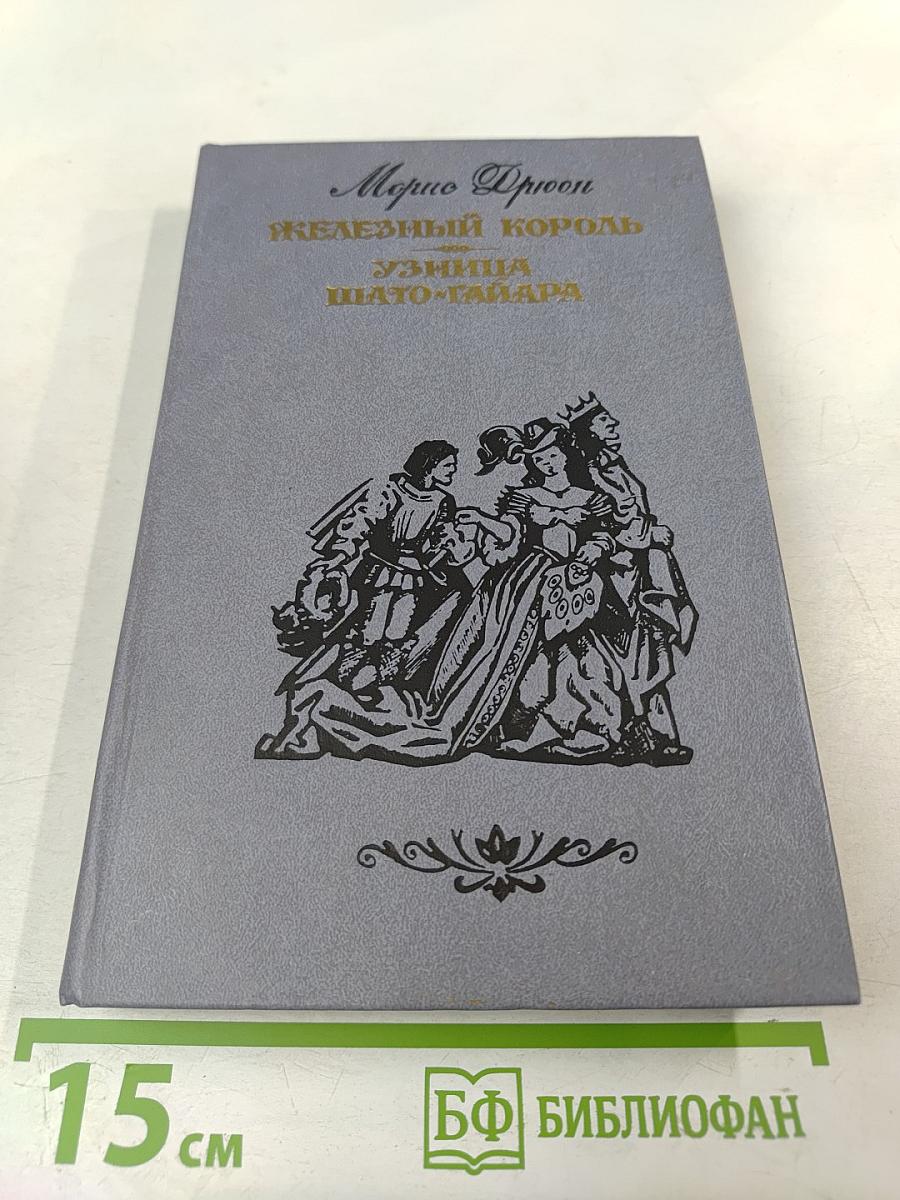 Морис Дрюон
ЖЕЛЕЗНЫЙ КОРОЛЬ
УЗНИЦА
ШАТО-ГАЙАРА
15 см
БФ БИБЛИОФАН